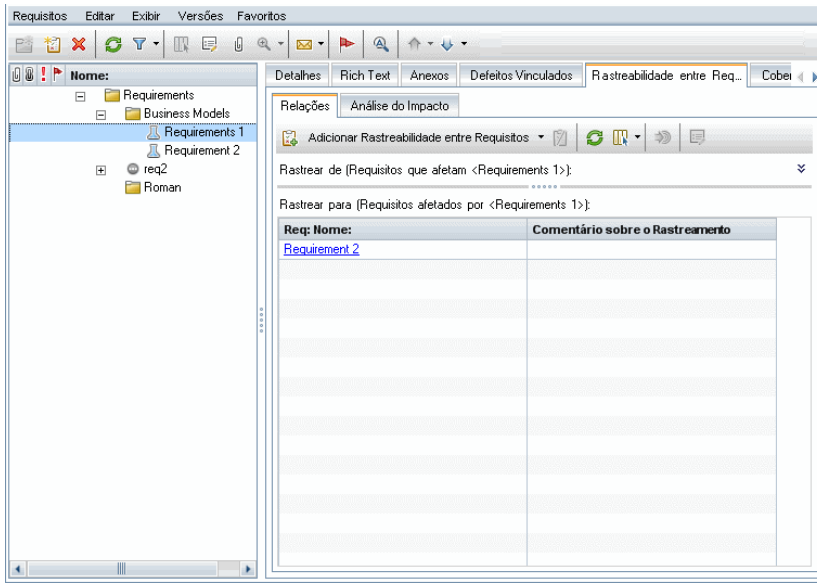 Requisitos Editar Exibir Versões Favoritos
Nome:
Requirements
Business Models
Requirements 1
Requirement 2
req2
Roman
Detalhes Rich Text Anexos Defeitos Vinculados Rastreabilidade entre Req... Cober
Relações Análise do Impacto
Adicionar Rastreabilidade entre Requisitos
Rastrear de (Requisitos que afetam <Requirements 1>):
Rastrear para (Requisitos afetados por <Requirements 1>):
Req: Nome: Comentário sobre o Rastreamento
Requirement 2